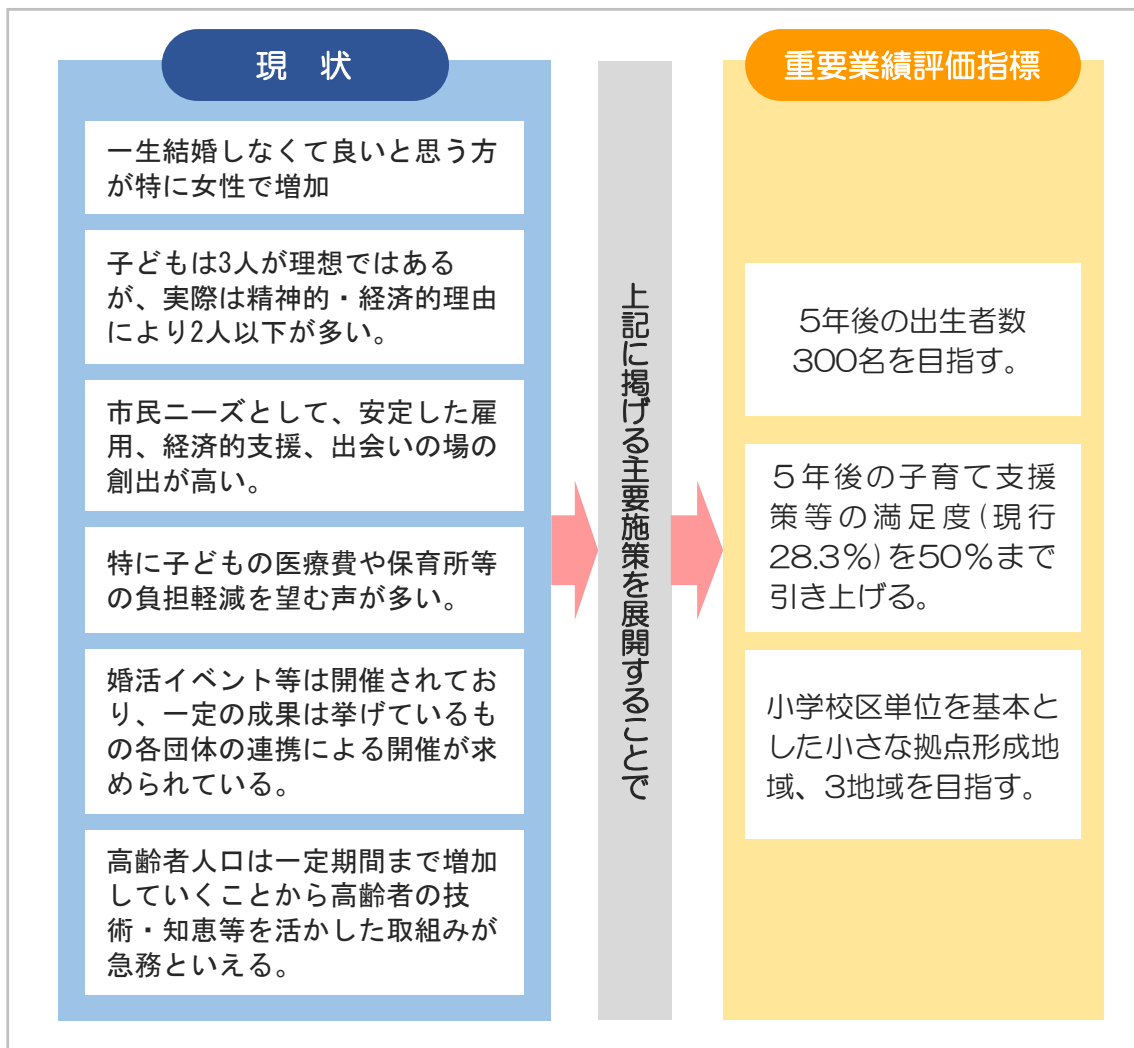 現 状
一生結婚しなくて良いと思う方
が特に女性で増加
子どもは3人が理想ではある
が、実際は精神的・経済的理由
により2人以下が多い。
市民ニーズとして、安定した雇
用、経済的支援、出会いの場の
創出が高い。
特に子どもの医療費や保育所等
の負担軽減を望む声が多い。
婚活イベント等は開催されてお
り、一定の成果は挙げているも
の各団体の連携による開催が求
められている。
高齢者人口は一定期間まで増加
していくことから高齢者の技
術・知恵等を活かした取組みが
急務といえる。
上記に掲げる主要施策を展開することで
重要業績評価指標
5年後の出生者数
300名を目指す。
5年後の子育て支援
策等の満足度(現行
28.3%)を50%まで
引き上げる。
小学校区単位を基本と
した小さな拠点形成地
域、3地域を目指す。